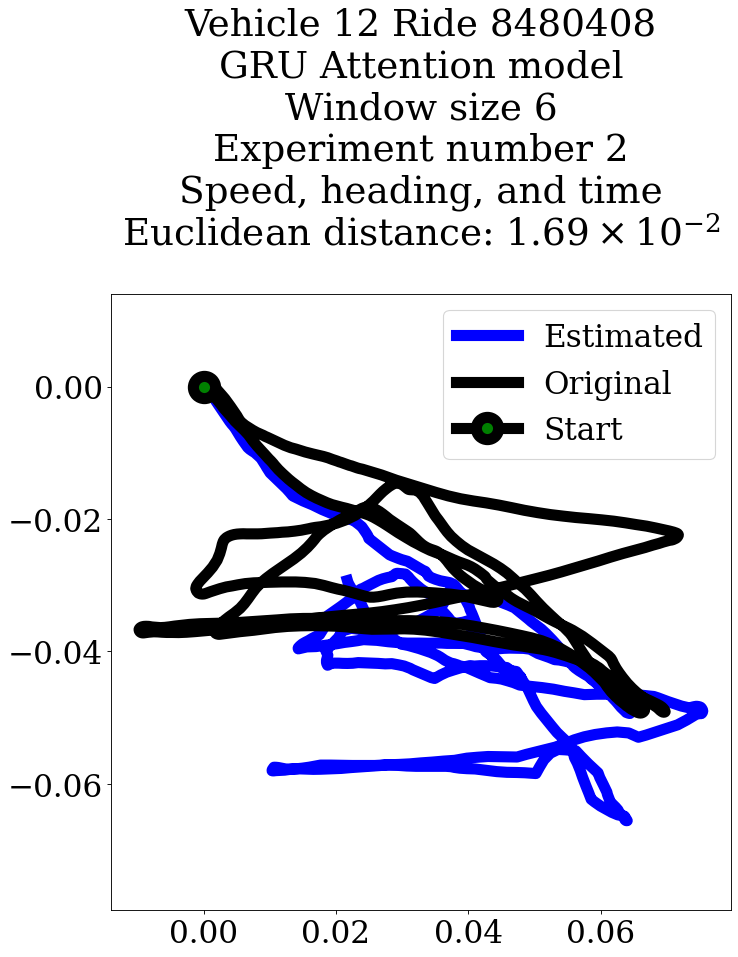 Vehicle 12 Ride 8480408
GRU Attention model
Window size 6
Experiment number 2
Speed, heading, and time
Euclidean distance: 1.69 × 10⁻²
Estimated
Original
Start
0.00
−0.02
−0.04
−0.06
0.00 0.02 0.04 0.06